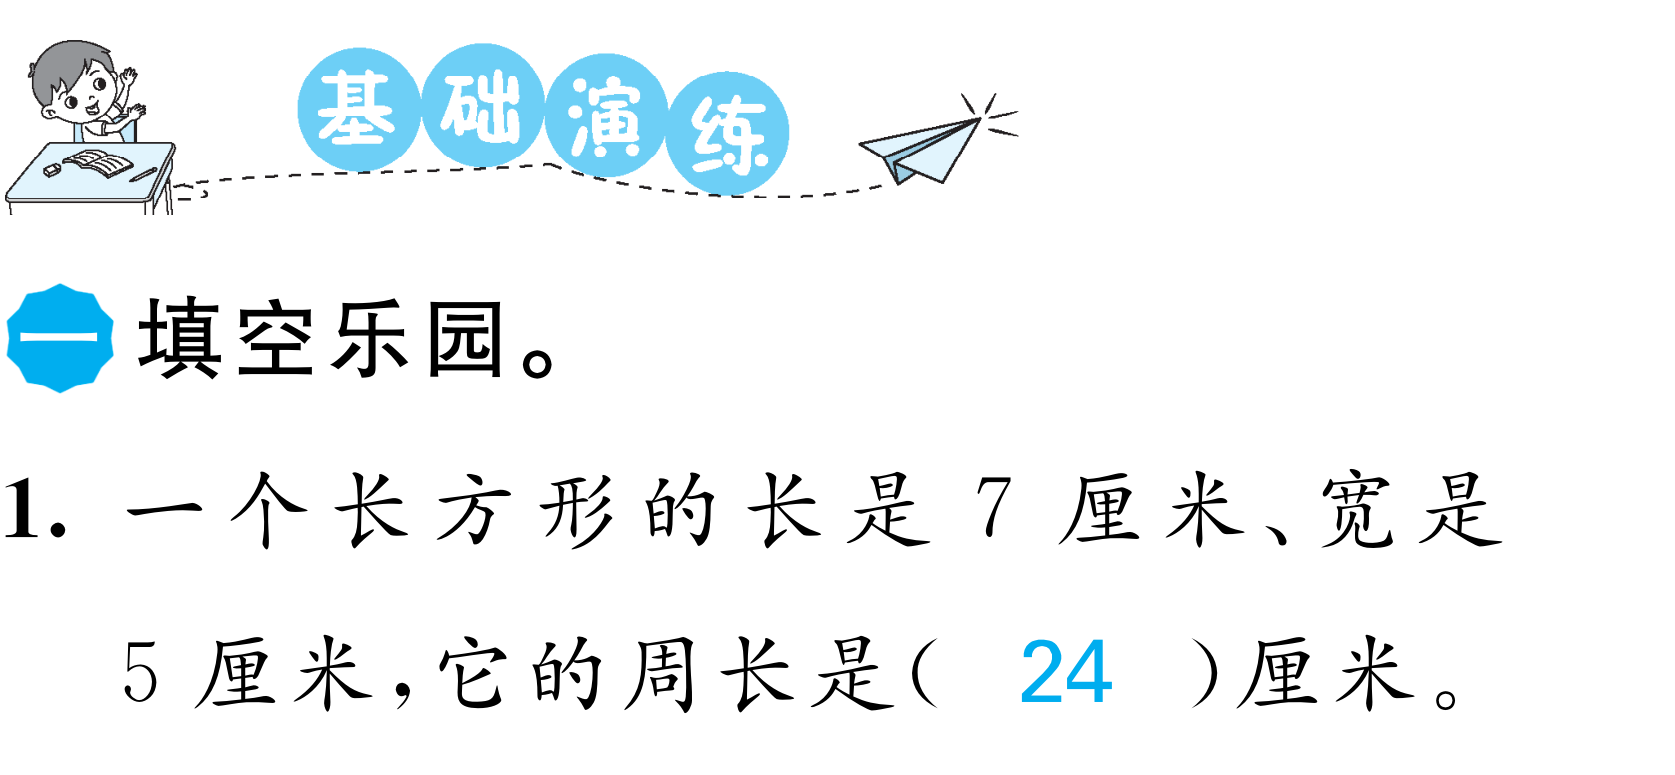 基础演练
一 填空乐园。
1. 一个长方形的长是 7 厘米、宽是
5 厘米,它的周长是( 24 )厘米。